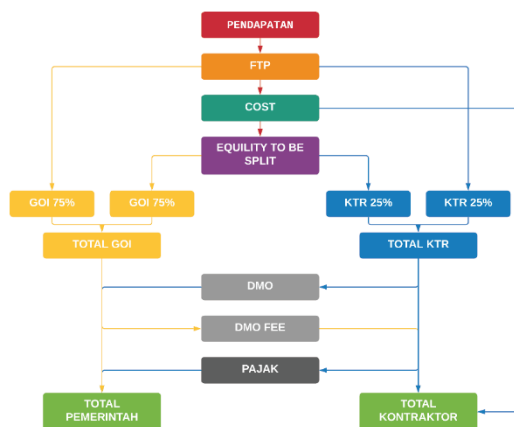 PENDAPATAN
FTP
COST
EQUILITY TO BE
SPLIT
GOI 75%
GOI 75%
KTR 25%
KTR 25%
TOTAL GOI
TOTAL KTR
DMO
DMO FEE
PAJAK
TOTAL
PEMERINTAH
TOTAL
KONTRAKTOR